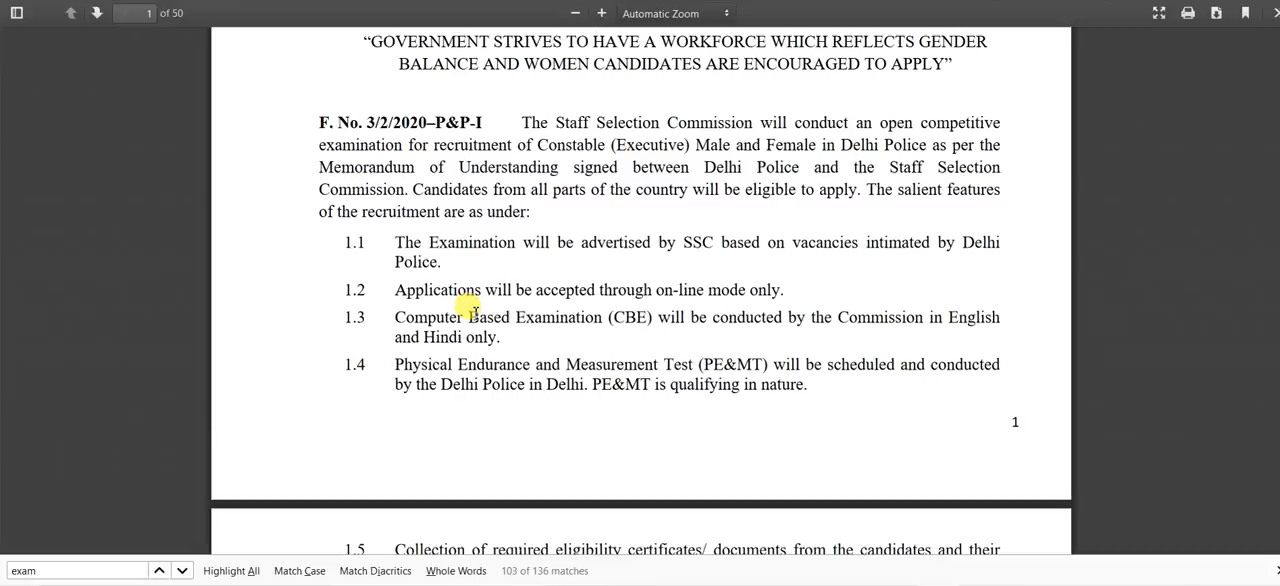 1 of 50
Automatic Zoom
“GOVERNMENT STRIVES TO HAVE A WORKFORCE WHICH REFLECTS GENDER
BALANCE AND WOMEN CANDIDATES ARE ENCOURAGED TO APPLY”
F. No. 3/2/2020–P&P-I The Staff Selection Commission will conduct an open competitive
examination for recruitment of Constable (Executive) Male and Female in Delhi Police as per the
Memorandum of Understanding signed between Delhi Police and the Staff Selection
Commission. Candidates from all parts of the country will be eligible to apply. The salient features
of the recruitment are as under:
1.1 The Examination will be advertised by SSC based on vacancies intimated by Delhi
Police.
1.2 Applications will be accepted through on-line mode only.
1.3 Computer Based Examination (CBE) will be conducted by the Commission in English
and Hindi only.
1.4 Physical Endurance and Measurement Test (PE&MT) will be scheduled and conducted
by the Delhi Police in Delhi. PE&MT is qualifying in nature.
1
1.5 Collection of required eligibility certificates/ documents from the candidates and their
exam Highlight All Match Case Match Diacritics Whole Words 103 of 136 matches